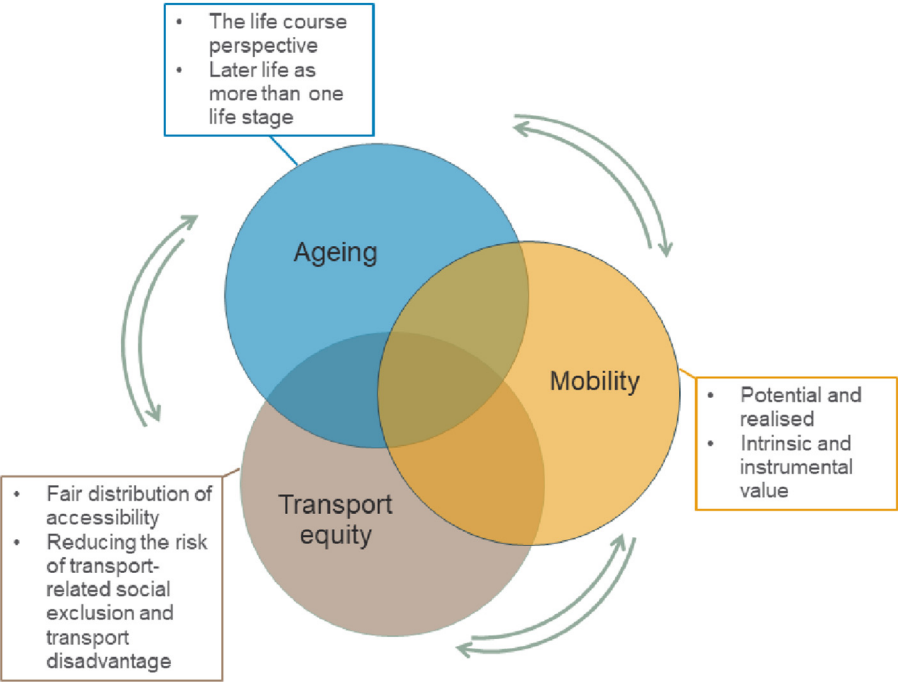 • The life course
perspective
• Later life as
more than one
life stage
Ageing
Mobility
• Potential and
realised
• Intrinsic and
instrumental
value
Transport
equity
• Fair distribution of
accessibility
• Reducing the risk
of transport-
related social
exclusion and
transport
disadvantage